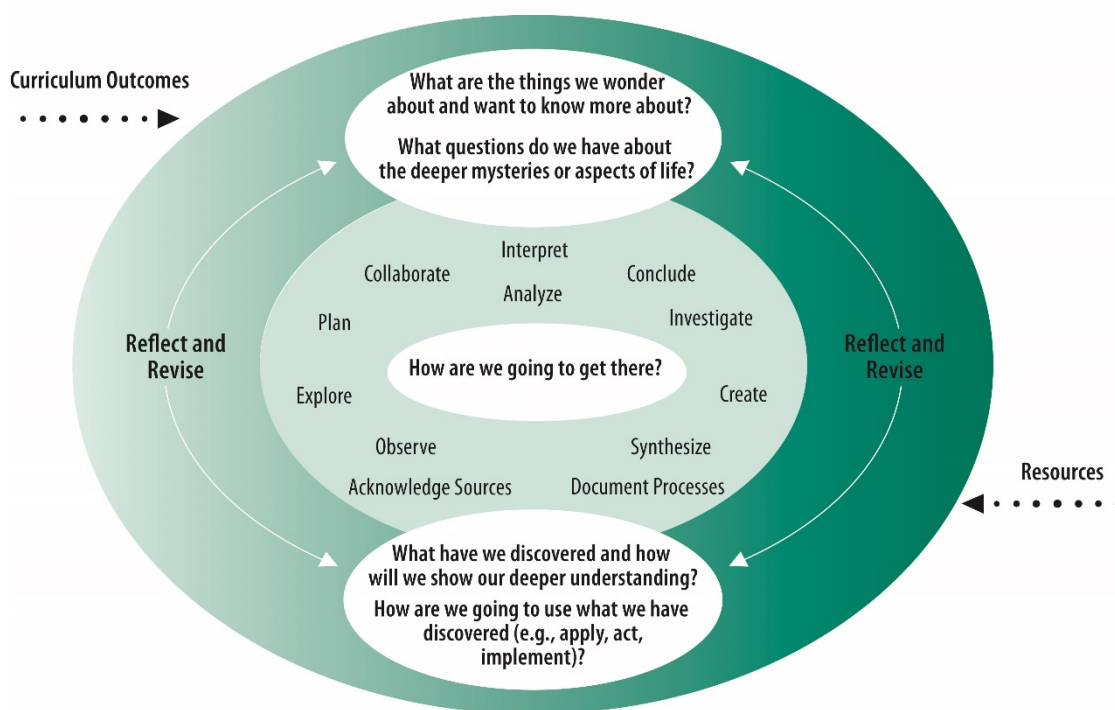 Curriculum Outcomes
What are the things we wonder
about and want to know more about?
What questions do we have about
the deeper mysteries or aspects of life?
Interpret
Collaborate
Conclude
Analyze
Plan
Investigate
Reflect and
Revise
How are we going to get there?
Reflect and
Revise
Explore
Create
Observe
Synthesize
Acknowledge Sources
Document Processes
Resources
What have we discovered and how
will we show our deeper understanding?
How are we going to use what we have
discovered (e.g., apply, act,
implement)?